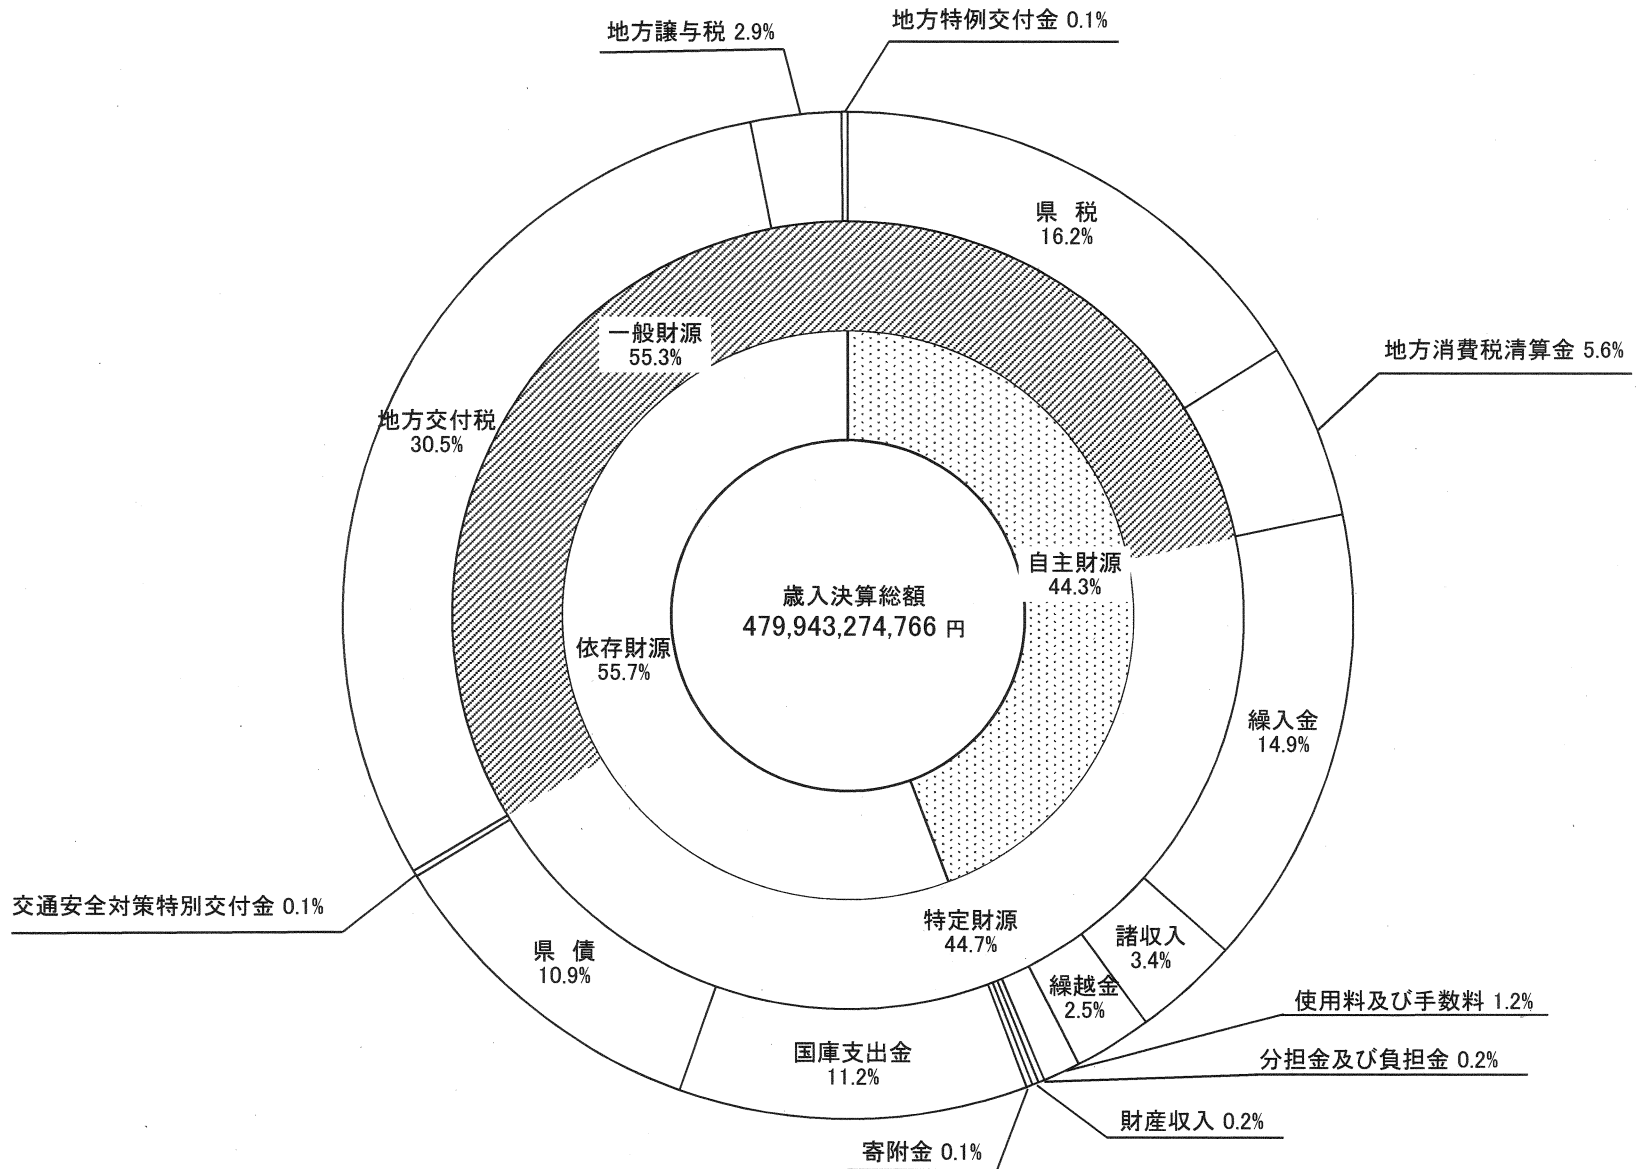 地方譲与税 2.9%
地方特例交付金 0.1%
県 税
16.2%
一般財源
55.3%
地方消費税清算金 5.6%
地方交付税
30.5%
自主財源
44.3%
歳入決算総額
479,943,274,766 円
依存財源
55.7%
繰入金
14.9%
交通安全対策特別交付金 0.1%
特定財源
44.7%
県 債
10.9%
諸収入
3.4%
繰越金
2.5%
使用料及び手数料 1.2%
国庫支出金
11.2%
分担金及び負担金 0.2%
財産収入 0.2%
寄附金 0.1%